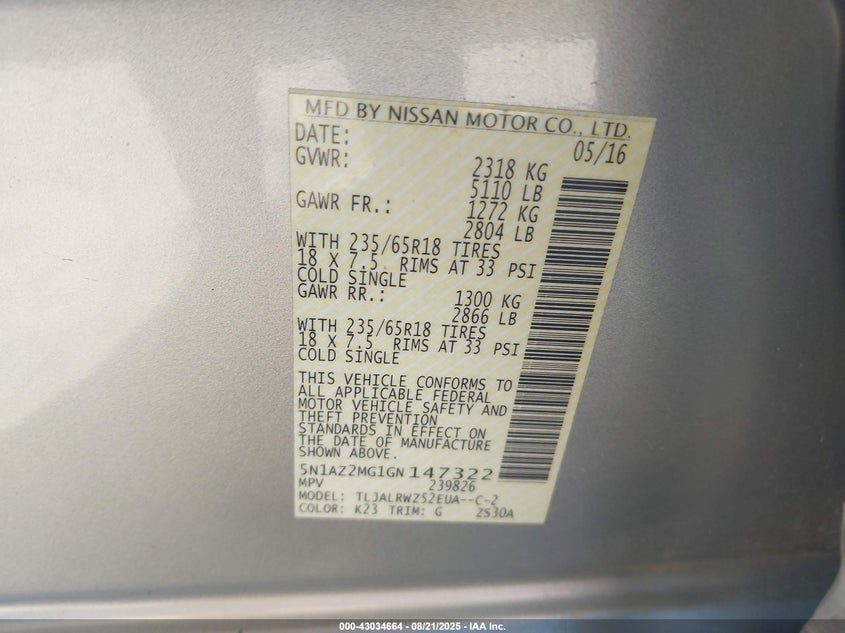 MFD BY NISSAN MOTOR CO., LTD.
DATE: 05/16
GVWR: 2318 KG
5110 LB
GAWR FR.: 1272 KG
2804 LB
WITH 235/65R18 TIRES
18 X 7.5 RIMS AT 33 PSI
COLD SINGLE
GAWR RR.: 1300 KG
2866 LB
WITH 235/65R18 TIRES
18 X 7.5 RIMS AT 33 PSI
COLD SINGLE
THIS VEHICLE CONFORMS TO
ALL APPLICABLE FEDERAL
MOTOR VEHICLE SAFETY AND
THEFT PREVENTION
STANDARDS IN EFFECT ON
THE DATE OF MANUFACTURE
SHOWN ABOVE.
5N1AZ2MG1GN147322
MPV 239826
MODEL: TLJALRWZ52EUA--C-2
COLOR: K23 TRIM: G ZS30A
000-43034664 - 08/21/2025 - IAA Inc.